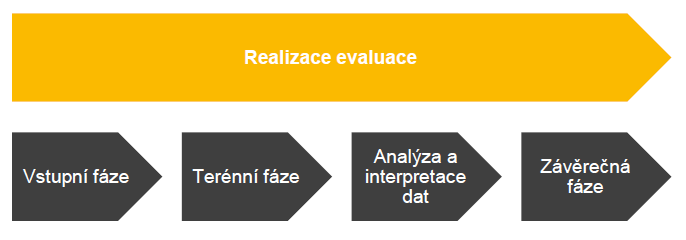 Realizace evaluace
Vstupní fáze
Terénní fáze
Analýza a
interpretace
dat
Závěrečná
fáze